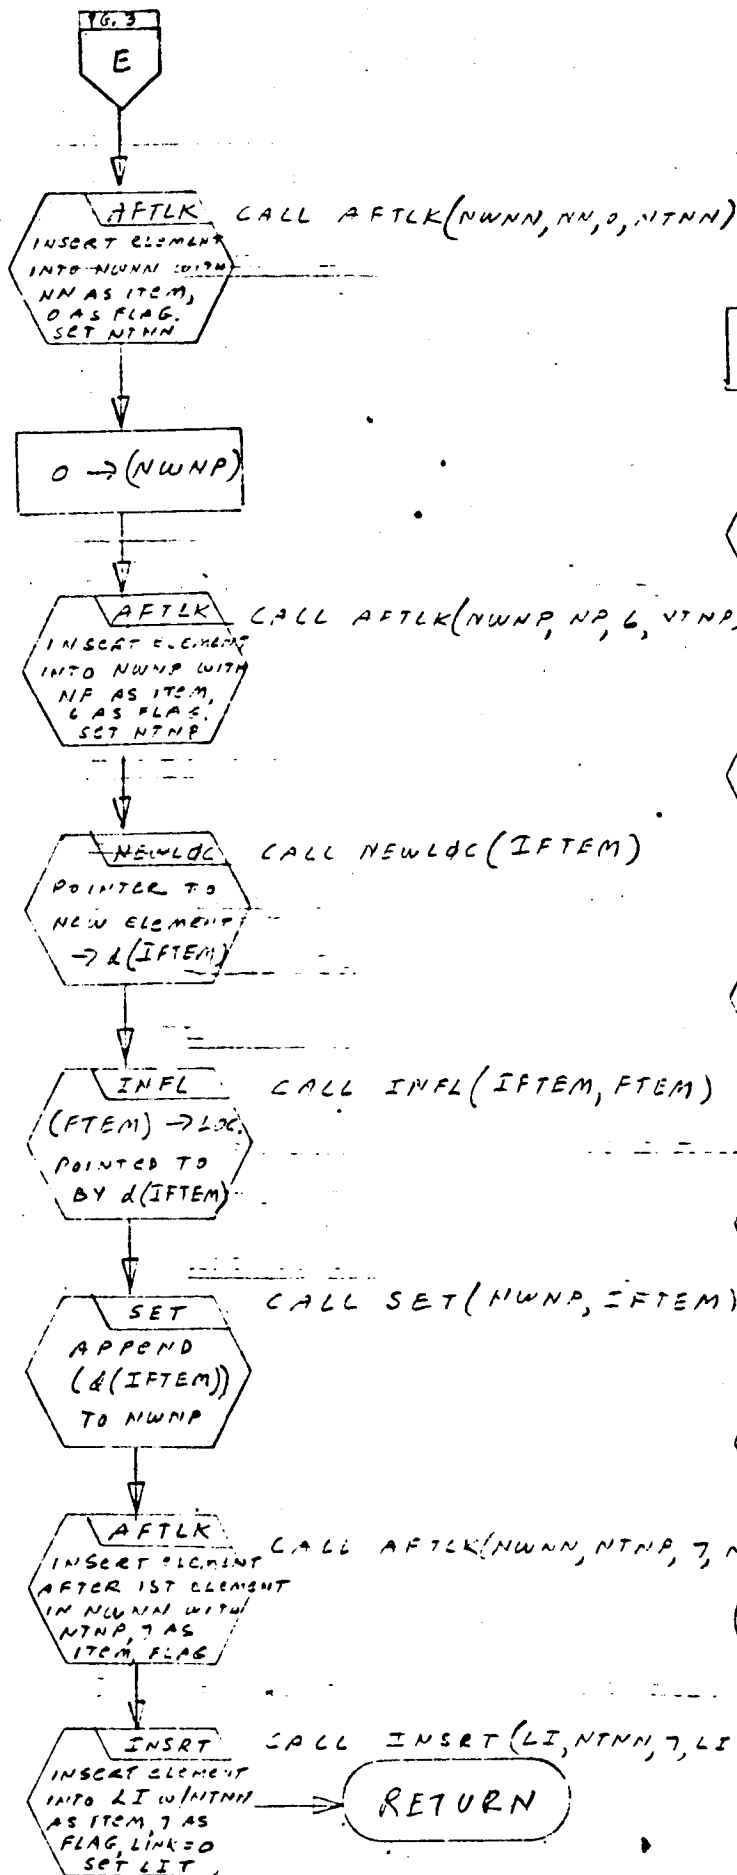 PG. 3
E
AFTLK
CALL AFTLK(NWNN, NN, 0, NTNN)
INSERT ELEMENT
INTO NWNN WITH
NN AS ITEM,
0 AS FLAG.
SET NTNN
0 → (NWNP)
AFTLK
CALL AFTLK(NWNP, NP, 6, NTNP)
INSERT ELEMENT
INTO NWNP WITH
NP AS ITEM,
6 AS FLAG.
SET NTNP
NEWLOC
CALL NEWLOC(IFTEM)
POINTER TO
NEW ELEMENT
→ d(IFTEM)
INFL
CALL INFL(IFTEM, FTEM)
(FTEM) → LOC.
POINTED TO
BY d(IFTEM)
SET
CALL SET(NWNP, IFTEM)
APPEND
(d(IFTEM))
TO NWNP
AFTLK
CALL AFTLK(NWNN, NTNP, 7, N
INSERT ELEMENT
AFTER 1ST ELEMENT
IN NWNN WITH
NTNP, 7 AS
ITEM, FLAG
INSRT
CALL INSRT(LI, NTNN, 7, LI
INSERT ELEMENT
INTO LI W/NTNN
AS ITEM, 7 AS
FLAG, LINK=0
SET LIT
RETURN